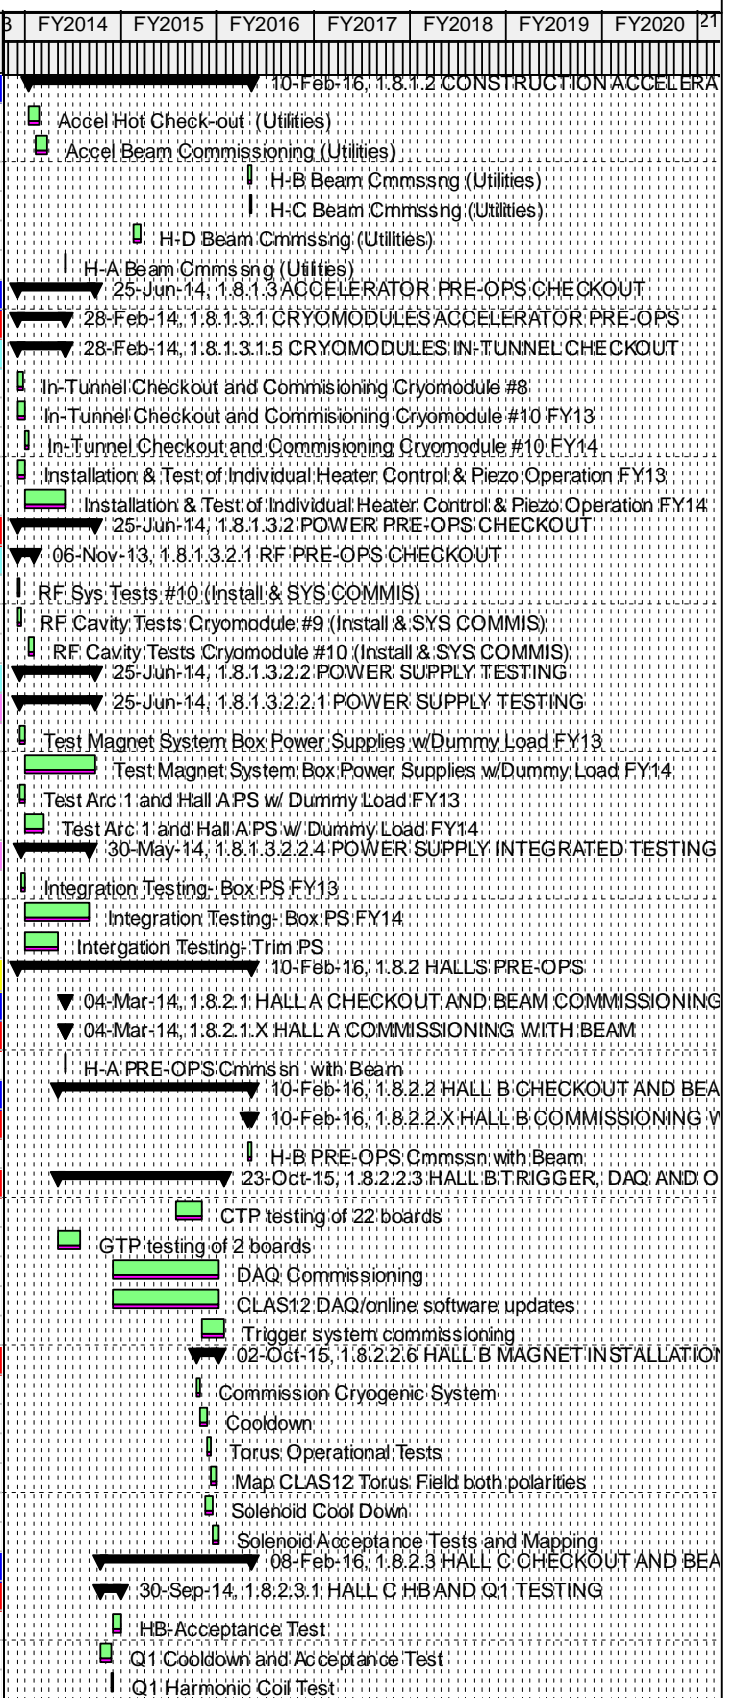 3 FY2014 FY2015 FY2016 FY2017 FY2018 FY2019 FY2020 21
10-Feb-16, 1.8.1.2 CONSTRUCTION ACCELERA
Accel Hot Check-out (Utilities)
Accel Beam Commissioning (Utilities)
H-B Beam Cmmssng (Utilities)
H-C Beam Cmmssng (Utilities)
H-D Beam Cmmssng (Utilities)
H-A Beam Cmmssng (Utilities)
25-Jun-14, 1.8.1.3 ACCELERATOR PRE-OPS CHECKOUT
28-Feb-14, 1.8.1.3.1 CRYOMODULES ACCELERATOR PRE-OPS
28-Feb-14, 1.8.1.3.1.5 CRYOMODULES IN-TUNNEL CHECKOUT
In-Tunnel Checkout and Commisioning Cryomodule #8
In-Tunnel Checkout and Commisioning Cryomodule #10 FY13
In-Tunnel Checkout and Commisioning Cryomodule #10 FY14
Installation & Test of Individual Heater Control & Piezo Operation FY13
Installation & Test of Individual Heater Control & Piezo Operation FY14
25-Jun-14, 1.8.1.3.2 POWER PRE-OPS CHECKOUT
06-Nov-13, 1.8.1.3.2.1 RF PRE-OPS CHECKOUT
RF Sys Tests #10 (Install & SYS COMMIS)
RF Cavity Tests Cryomodule #9 (Install & SYS COMMIS)
RF Cavity Tests Cryomodule #10 (Install & SYS COMMIS)
25-Jun-14, 1.8.1.3.2.2 POWER SUPPLY TESTING
25-Jun-14, 1.8.1.3.2.2.1 POWER SUPPLY TESTING
Test Magnet System Box Power Supplies w/Dummy Load FY13
Test Magnet System Box Power Supplies w/Dummy Load FY14
Test Arc 1 and Hall A PS w/ Dummy Load FY13
Test Arc 1 and Hall A PS w/ Dummy Load FY14
30-May-14, 1.8.1.3.2.2.4 POWER SUPPLY INTEGRATED TESTING
Integration Testing- Box PS FY13
Integration Testing- Box PS FY14
Intergation Testing- Trim PS
10-Feb-16, 1.8.2 HALLS PRE-OPS
04-Mar-14, 1.8.2.1 HALL A CHECKOUT AND BEAM COMMISSIONING
04-Mar-14, 1.8.2.1.X HALL A COMMISSIONING WITH BEAM
H-A PRE-OPS Cmmssn with Beam
10-Feb-16, 1.8.2.2 HALL B CHECKOUT AND BEA
10-Feb-16, 1.8.2.2.X HALL B COMMISSIONING W
H-B PRE-OPS Cmmssn with Beam
23-Oct-15, 1.8.2.2.3 HALL B TRIGGER, DAQ AND O
CTP testing of 22 boards
GTP testing of 2 boards
DAQ Commissioning
CLAS12 DAQ/online software updates
Trigger system commissioning
02-Oct-15, 1.8.2.2.6 HALL B MAGNET INSTALLATION
Commission Cryogenic System
Cooldown
Torus Operational Tests
Map CLAS12 Torus Field both polarities
Solenoid Cool Down
Solenoid Acceptance Tests and Mapping
08-Feb-16, 1.8.2.3 HALL C CHECKOUT AND BEA
30-Sep-14, 1.8.2.3.1 HALL C HB AND Q1 TESTING
HB-Acceptance Test
Q1 Cooldown and Acceptance Test
Q1 Harmonic Coil Test